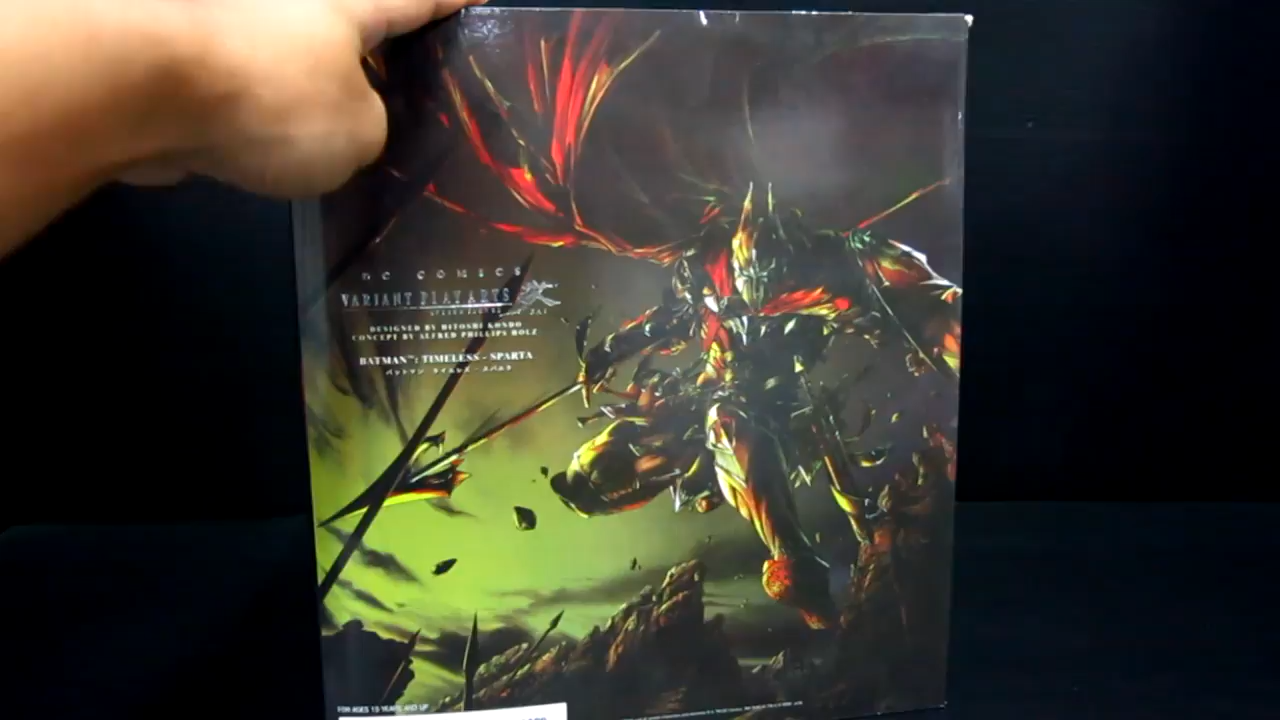 DC COMICS
VARIANT PLAY ARTS 改
DESIGNED BY HITOSHI KONDO
CONCEPT BY ALFRED PHILLIPS HOLZ
BATMAN™: TIMELESS - SPARTA
バットマン タイムレス - スパルタ
FOR AGES 15 YEARS AND UP